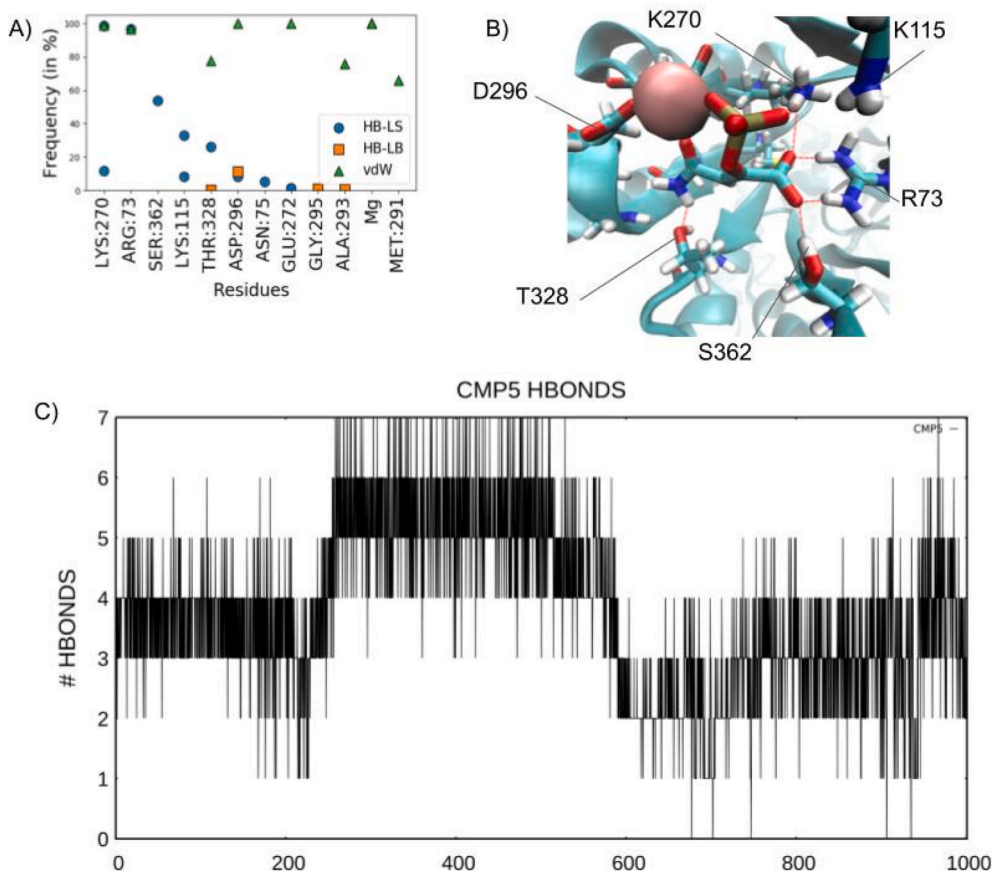 A)
Frequency (in %)
100
80
60
40
20
0
HB-LS
HB-LB
vdW
LYS:270
ARG:73
SER:362
LYS:115
THR:328
ASP:296
ASN:75
GLU:272
GLY:295
ALA:293
Mg
MET:291
Residues
B)
K270
K115
D296
R73
T328
S362
C)
CMP5 HBONDS
CMP5
# HBONDS
7
6
5
4
3
2
1
0
0 200 400 600 800 1000